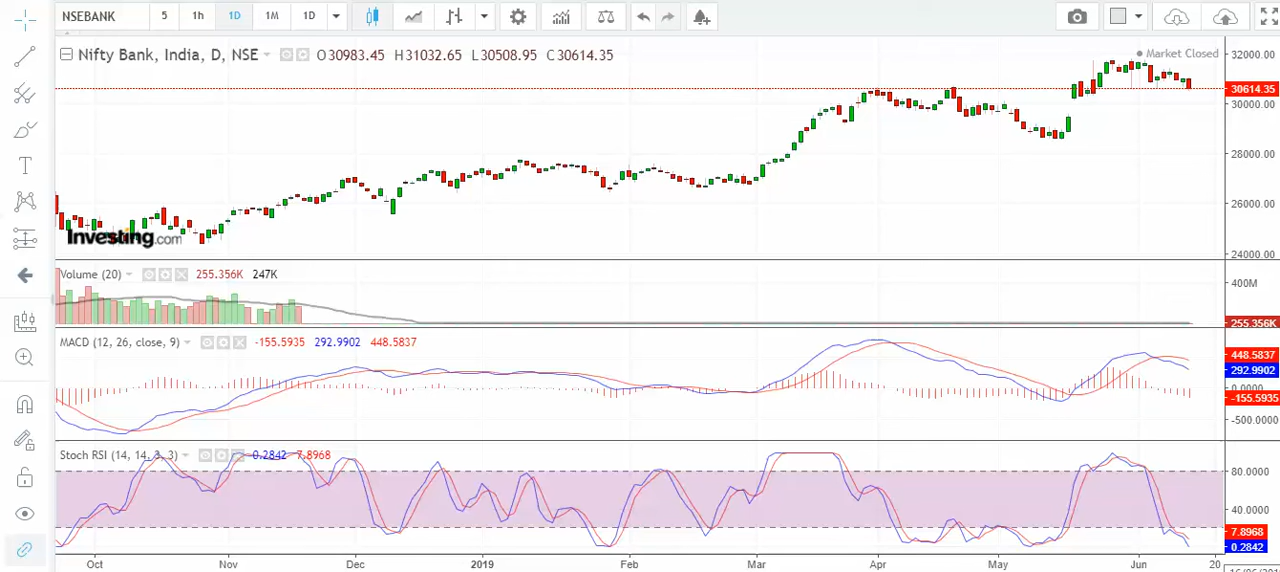 NSEBANK 5 1h 1D 1M 1D
Nifty Bank, India, D, NSE O30983.45 H31032.65 L30508.95 C30614.35
Market Closed
32000.00
30614.35
30000.00
28000.00
26000.00
24000.00
Investing.com
Volume (20) 255.356K 247K
400M
255.356K
MACD (12, 26, close, 9) -155.5935 292.9902 448.5837
448.5837
292.9902
0.0000
-155.5935
-500.0000
Stoch RSI (14, 14, 3, 3) 0.2842 7.8968
80.0000
40.0000
7.8968
0.2842
Oct Nov Dec 2019 Feb Mar Apr May Jun 20